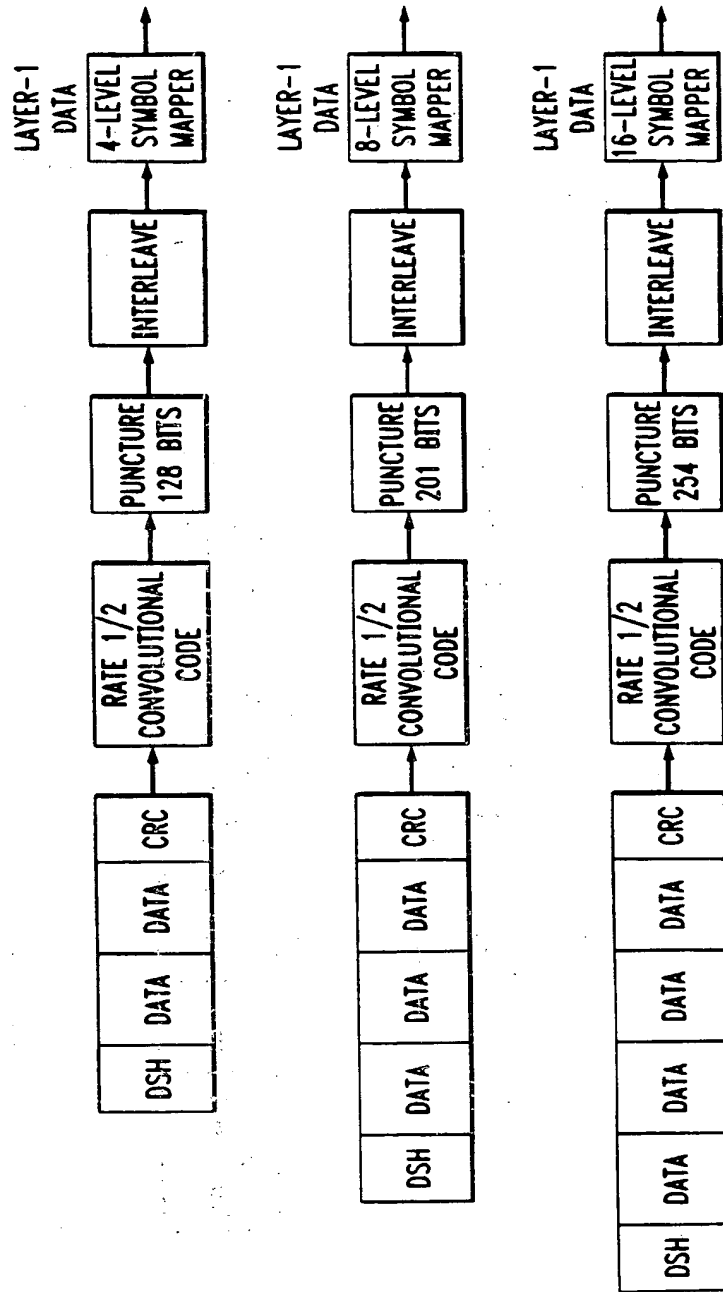 DSH
DATA
DATA
CRC
RATE 1/2
CONVOLUTIONAL
CODE
PUNCTURE
128 BITS
INTERLEAVE
4-LEVEL
SYMBOL
MAPPER
LAYER-1
DATA
DSH
DATA
DATA
DATA
CRC
RATE 1/2
CONVOLUTIONAL
CODE
PUNCTURE
201 BITS
INTERLEAVE
8-LEVEL
SYMBOL
MAPPER
LAYER-1
DATA
DSH
DATA
DATA
DATA
DATA
CRC
RATE 1/2
CONVOLUTIONAL
CODE
PUNCTURE
254 BITS
INTERLEAVE
16-LEVEL
SYMBOL
MAPPER
LAYER-1
DATA